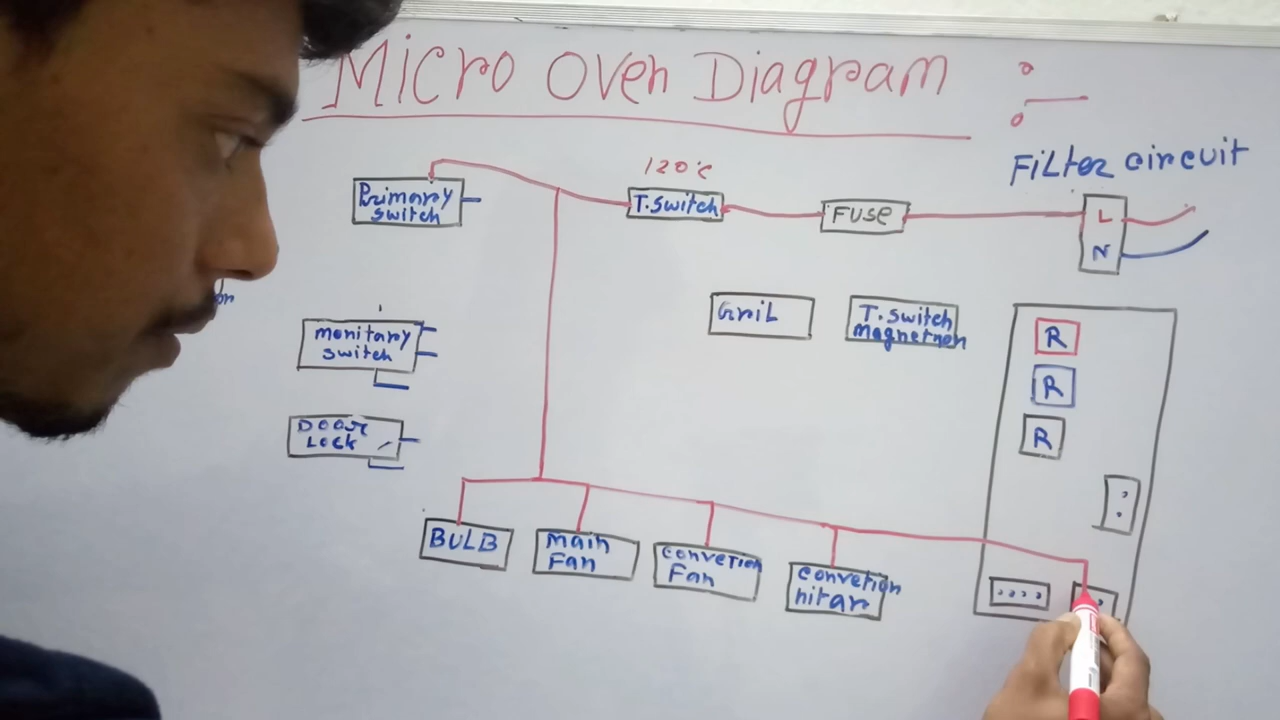 Micro Oven Diagram :-
Filter circuit
120°c
Primary
switch
T.Switch
FUSE
L
N
GriL
T.switch
magnetron
monitary
switch
Door
Lock
R
R
R
BULB
main
Fan
convetion
Fan
convetion
hitar